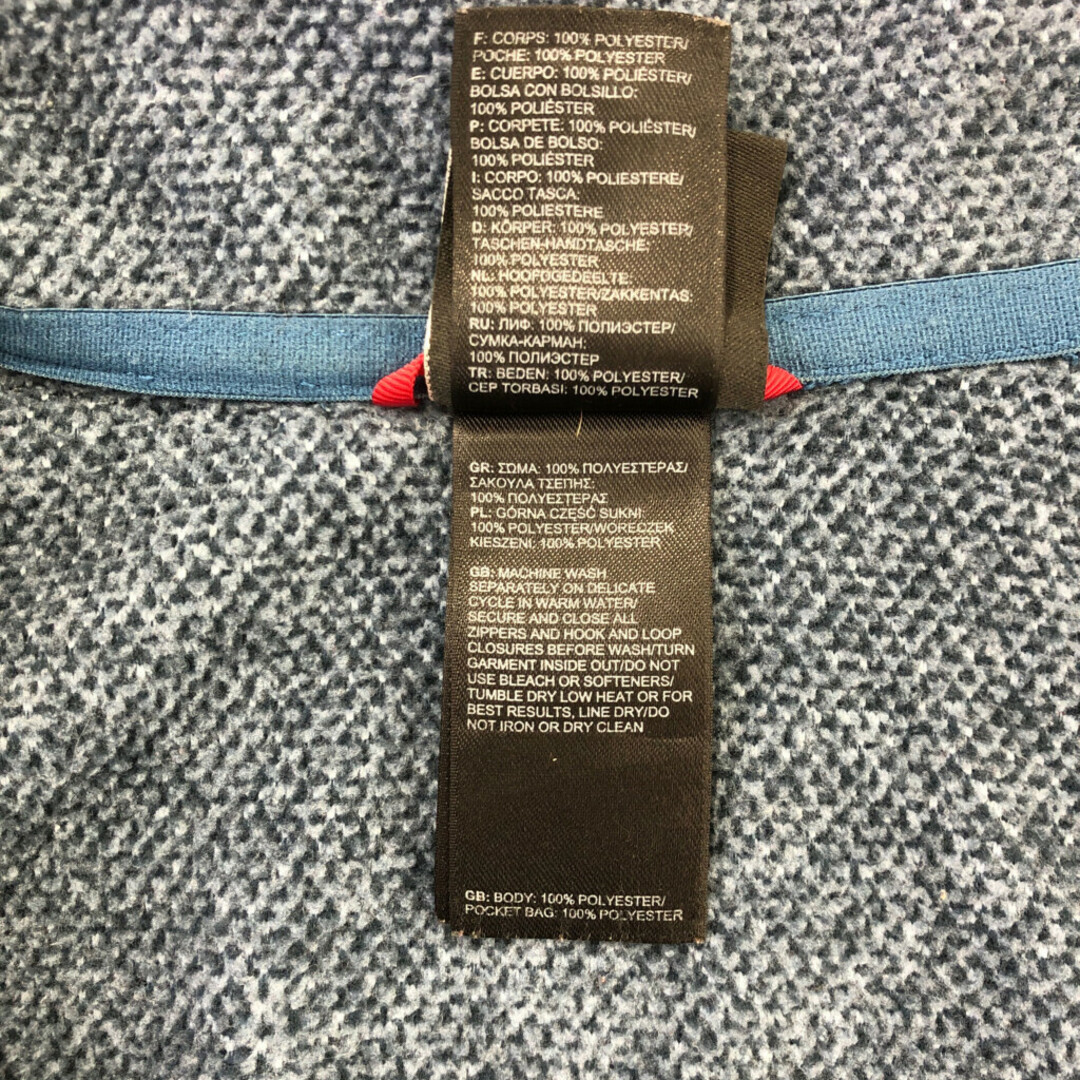 F: CORPS: 100% POLYESTER/
POCHE: 100% POLYESTER
E: CUERPO: 100% POLIÉSTER/
BOLSA CON BOLSILLO:
100% POLIÉSTER
P: CORPETE: 100% POLIÉSTER/
BOLSA DE BOLSO:
100% POLIÉSTER
I: CORPO: 100% POLIESTERE/
SACCO TASCA:
100% POLIESTERE
D: KÖRPER: 100% POLYESTER/
TASCHEN-HANDTASCHE:
100% POLYESTER
NL: HOOFDGEDEELTE:
100% POLYESTER/ZAKKENTAS:
100% POLYESTER
RU: ЛИФ: 100% ПОЛИЭСТЕР/
СУМКА-КАРМАН:
100% ПОЛИЭСТЕР
TR: BEDEN: 100% POLYESTER/
CEP TORBASI: 100% POLYESTER
GR: ΣΩΜΑ: 100% ΠΟΛΥΕΣΤΕΡΑΣ/
ΣΑΚΟΥΛΑ ΤΣΕΠΗΣ:
100% ΠΟΛΥΕΣΤΕΡΑΣ
PL: GÓRNA CZĘŚĆ SUKNI:
100% POLYESTER/WORECZEK
KIESZENI: 100% POLYESTER
GB: MACHINE WASH
SEPARATELY ON DELICATE
CYCLE IN WARM WATER/
SECURE AND CLOSE ALL
ZIPPERS AND HOOK AND LOOP
CLOSURES BEFORE WASH/TURN
GARMENT INSIDE OUT/DO NOT
USE BLEACH OR SOFTENERS/
TUMBLE DRY LOW HEAT OR FOR
BEST RESULTS, LINE DRY/DO
NOT IRON OR DRY CLEAN
GB: BODY: 100% POLYESTER/
POCKET BAG: 100% POLYESTER